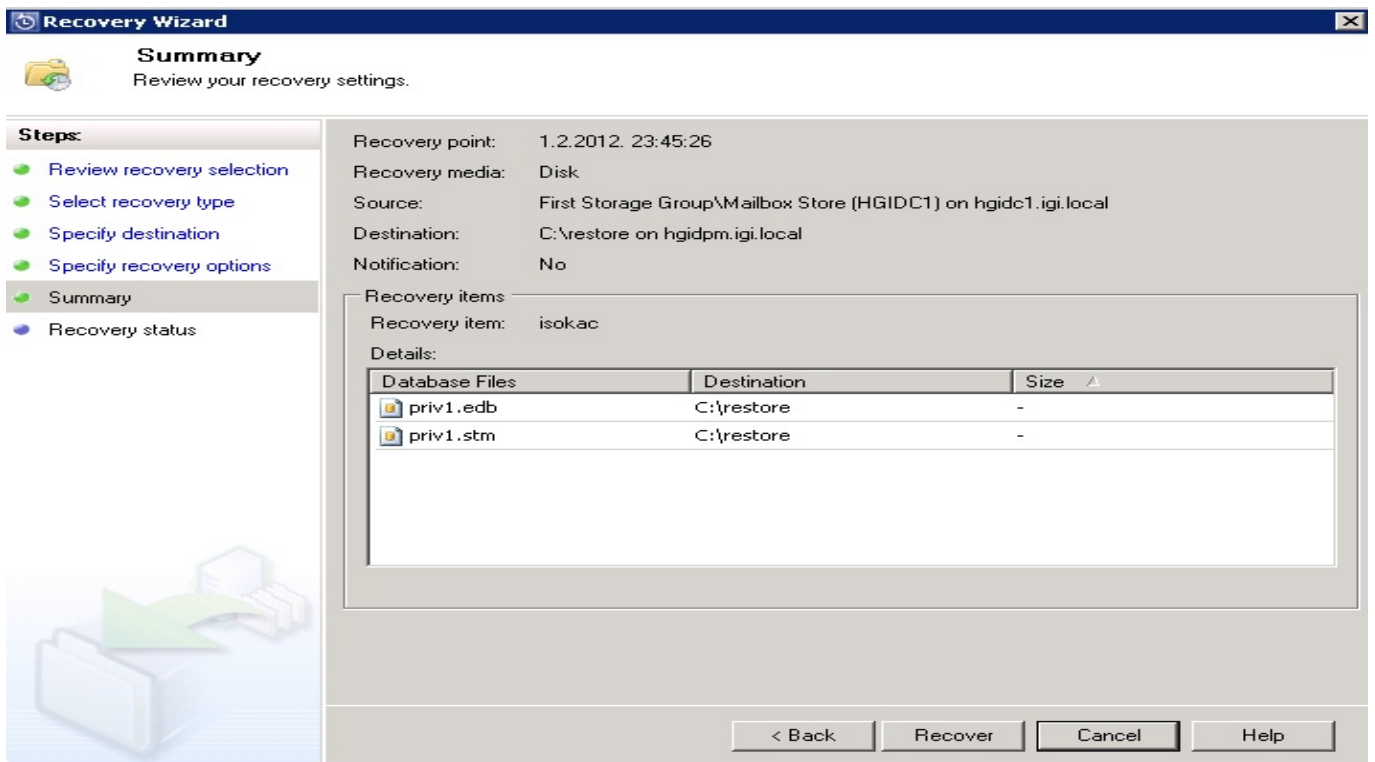 Recovery Wizard
Summary
Review your recovery settings.
Steps:
Review recovery selection
Select recovery type
Specify destination
Specify recovery options
Summary
Recovery status
Recovery point: 1.2.2012. 23:45:26
Recovery media: Disk
Source: First Storage Group\Mailbox Store (HGIDC1) on hgidc1.igi.local
Destination: C:\restore on hgidpm.igi.local
Notification: No
Recovery items
Recovery item: isokac
Details:
Database Files Destination Size
priv1.edb C:\restore -
priv1.stm C:\restore -
< Back Recover Cancel Help